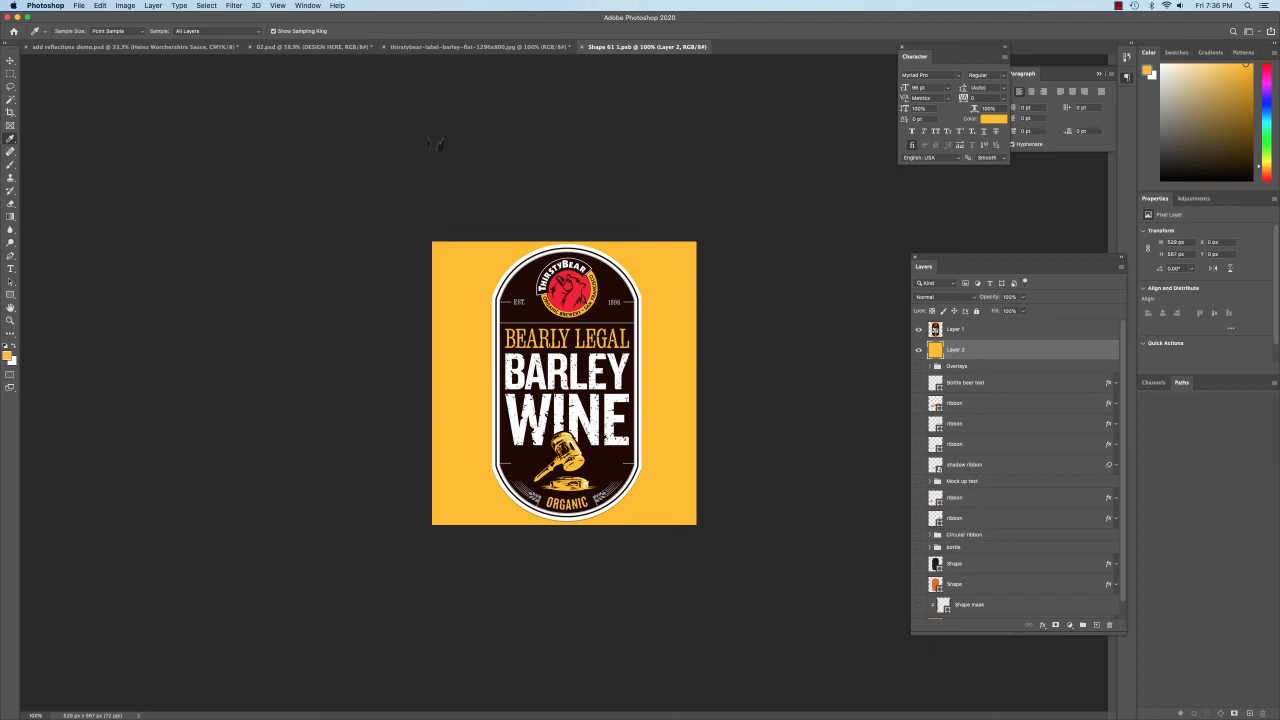 Photoshop File Edit Image Layer Type Select Filter 3D View Window Help
Fri 7:36 PM
Adobe Photoshop 2020
Sample Size: Point Sample Sample: All Layers Show Sampling Ring
add reflections demo.psd @ 33.3% (Heinz Worchershire Sauce, CMYK/8) *
02.psd @ 58.9% (DESIGN HERE, RGB/8#) *
thirstybear-label-barley-flat-1296x800.jpg @ 100% (RGB/8#) *
Shape 61 1.psb @ 100% (Layer 2, RGB/8#)
Character
Myriad Pro Regular
96 pt (Auto)
Metrics 0
100% 100%
0 pt Color:
English: USA Smooth
Paragraph
0 pt 0 pt
0 pt
0 pt 0 pt
Hyphenate
Color Swatches Gradients Patterns
Properties Adjustments
Pixel Layer
Transform
W 529 px X 0 px
H 567 px Y 0 px
0.00°
Align and Distribute
Align:
Quick Actions
Channels Paths
THIRSTYBEAR
EST. 1996
BEARLY LEGAL
BARLEY
WINE
ORGANIC
Layers
Kind
Normal Opacity: 100%
Lock: Fill: 100%
Layer 1
Layer 2
Overlays
Bottle beer text
ribbon
ribbon
ribbon
shadow ribbon
Mock up text
ribbon
ribbon
Circular ribbon
bottle
Shape
Shape
Shape mask
100% 529 px x 567 px (72 ppi)